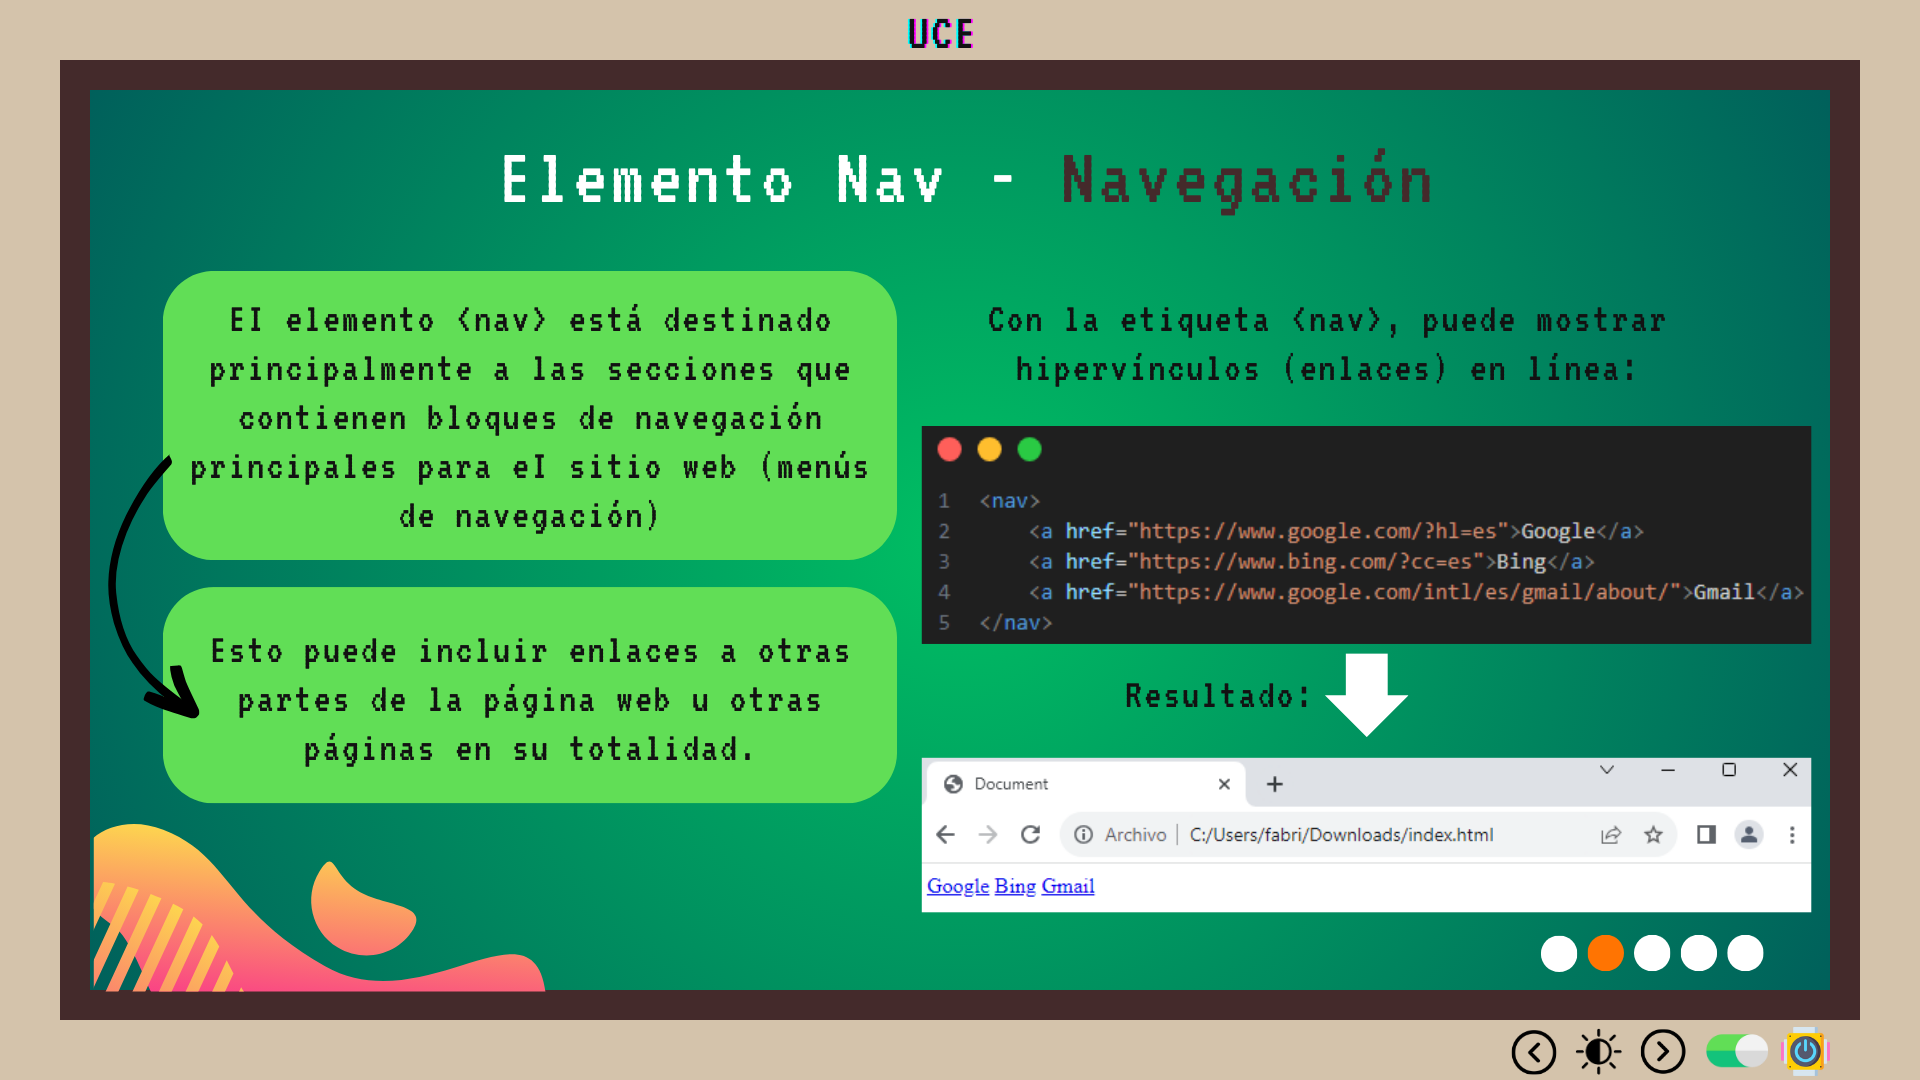 UCE
Elemento Nav - Navegación
El elemento <nav> está destinado
principalmente a las secciones que
contienen bloques de navegación
principales para el sitio web (menús
de navegación)
Esto puede incluir enlaces a otras
partes de la página web u otras
páginas en su totalidad.
Con la etiqueta <nav>, puede mostrar
hipervínculos (enlaces) en línea:
1 <nav>
2 <a href="https://www.google.com/?hl=es">Google</a>
3 <a href="https://www.bing.com/?cc=es">Bing</a>
4 <a href="https://www.google.com/intl/es/gmail/about/">Gmail</a>
5 </nav>
Resultado:
Document
Archivo | C:/Users/fabri/Downloads/index.html
Google Bing Gmail